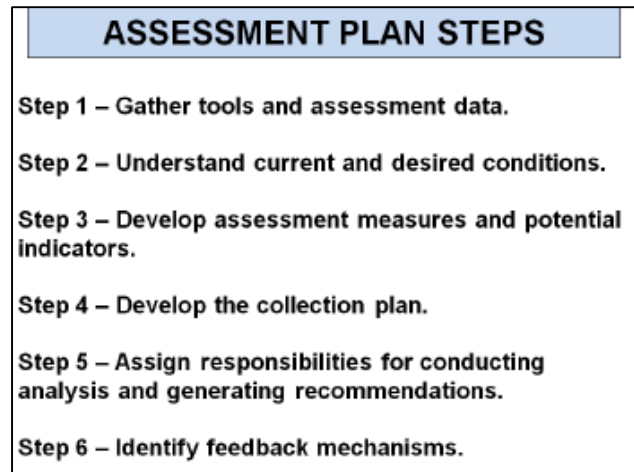 ASSESSMENT PLAN STEPS
Step 1 – Gather tools and assessment data.
Step 2 – Understand current and desired conditions.
Step 3 – Develop assessment measures and potential
indicators.
Step 4 – Develop the collection plan.
Step 5 – Assign responsibilities for conducting
analysis and generating recommendations.
Step 6 – Identify feedback mechanisms.